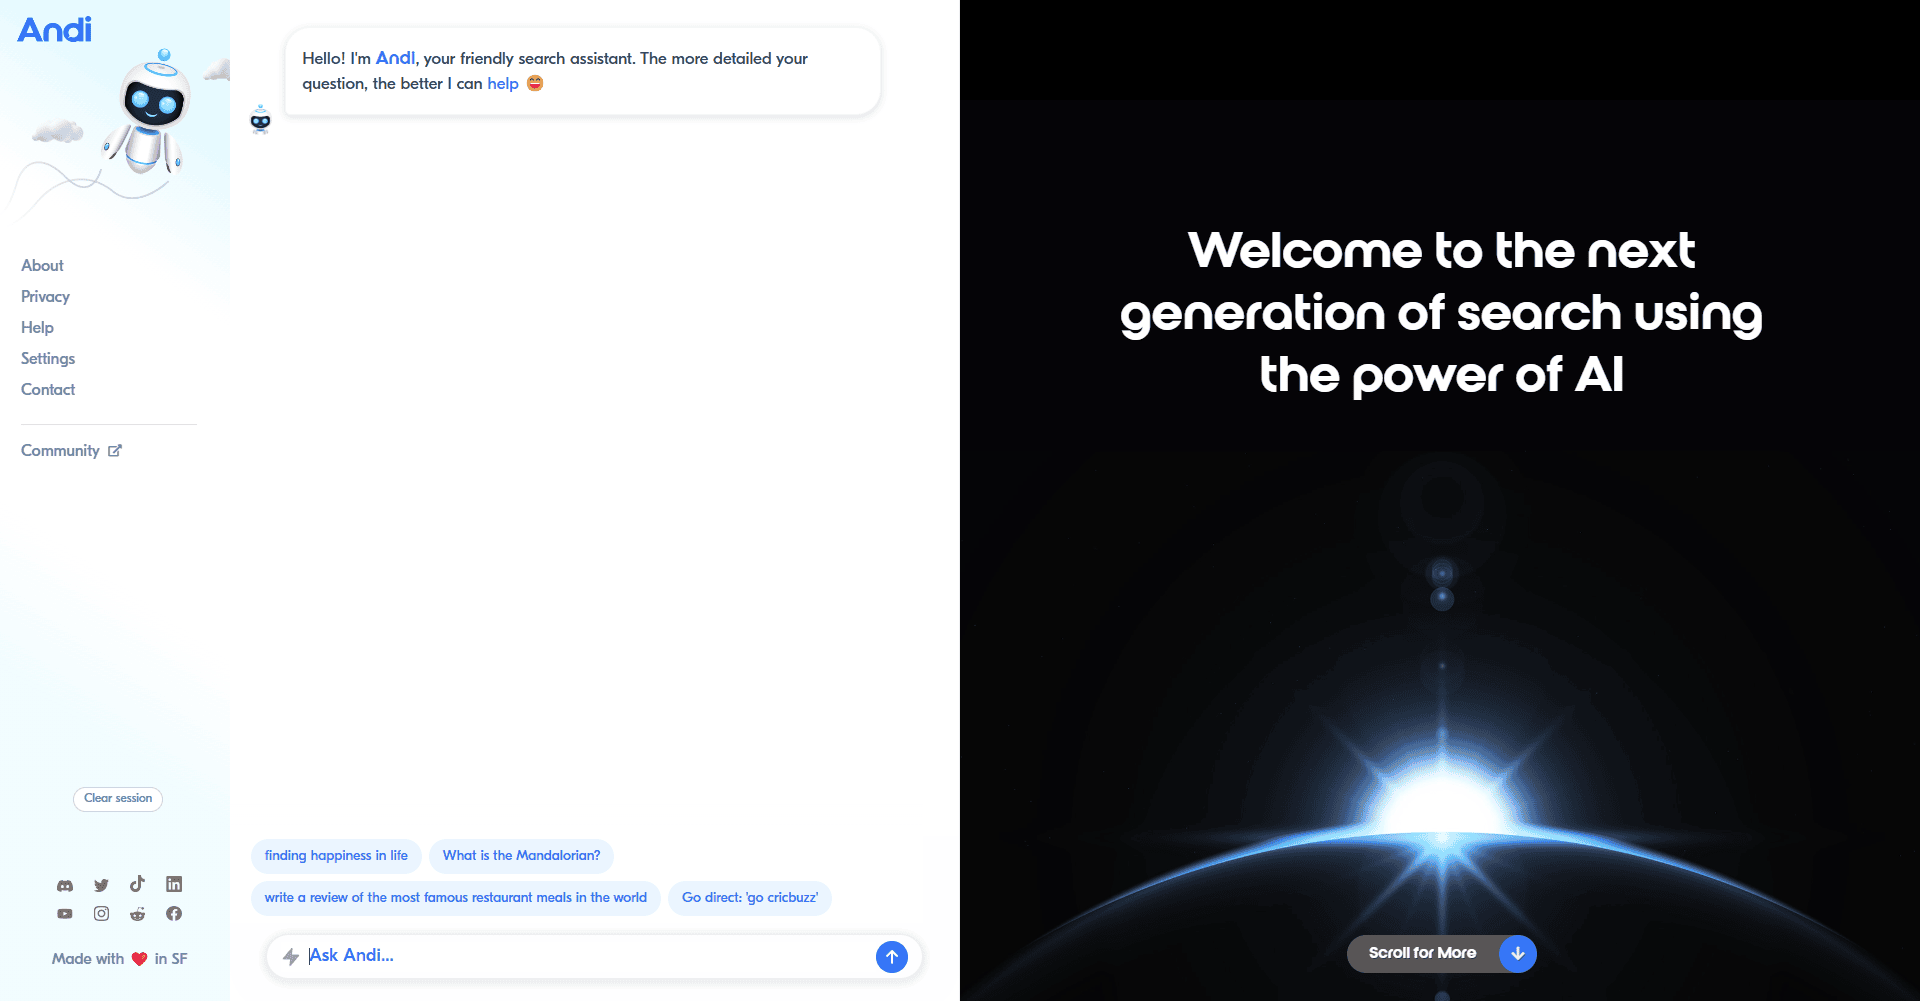 Andi
About
Privacy
Help
Settings
Contact
Community
Clear session
Made with ❤️ in SF
Hello! I'm Andi, your friendly search assistant. The more detailed your
question, the better I can help 😄
finding happiness in life
What is the Mandalorian?
write a review of the most famous restaurant meals in the world
Go direct: 'go cricbuzz'
Ask Andi...
Welcome to the next
generation of search using
the power of AI
Scroll for More